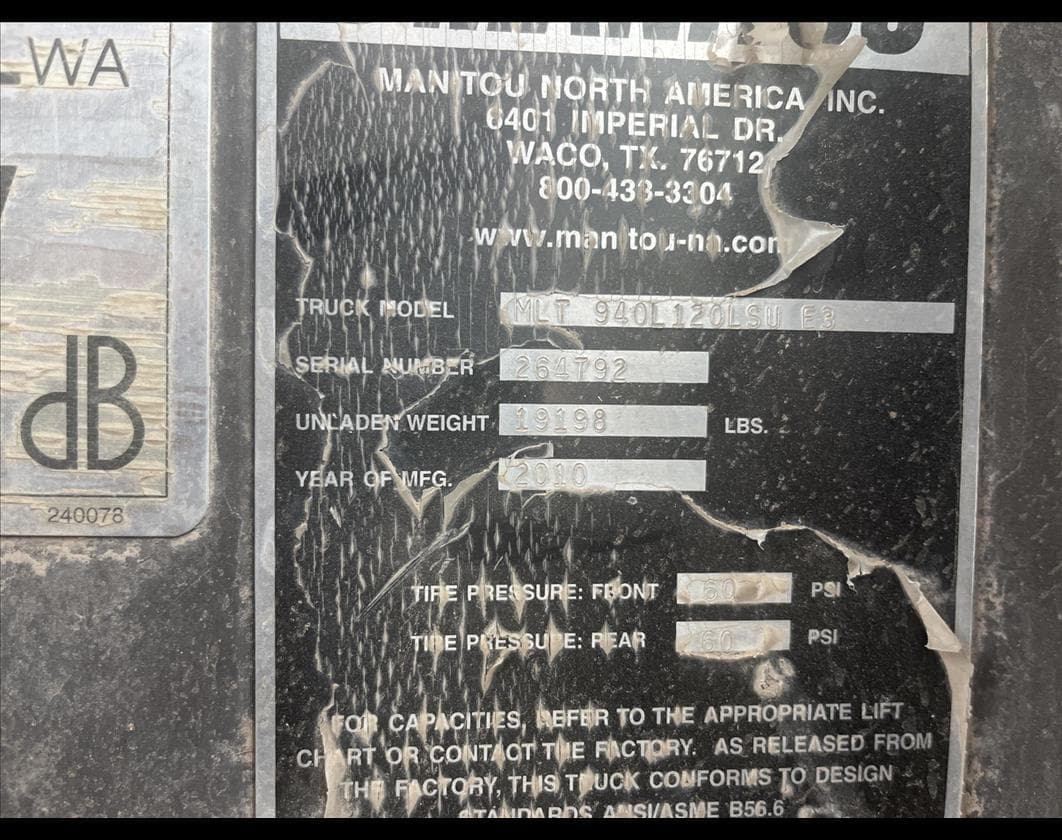 LWA
dB
240078
MANITOU NORTH AMERICA, INC.
6401 IMPERIAL DR.
WACO, TX. 76712
800-433-3304
www.manitou-na.com
TRUCK MODEL MLT 940L120LSU E3
SERIAL NUMBER 264792
UNLADEN WEIGHT 19198 LBS.
YEAR OF MFG. 2010
TIRE PRESSURE: FRONT 60 PSI
TIRE PRESSURE: REAR 60 PSI
FOR CAPACITIES, REFER TO THE APPROPRIATE LIFT
CHART OR CONTACT THE FACTORY. AS RELEASED FROM
THE FACTORY, THIS TRUCK CONFORMS TO DESIGN
STANDARDS ANSI/ASME B56.6